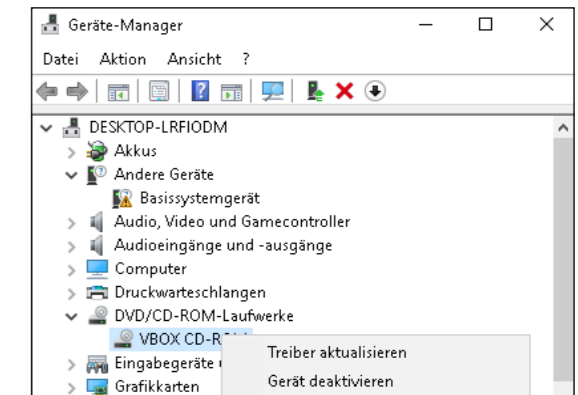 Geräte-Manager
Datei Aktion Ansicht ?
DESKTOP-LRFIODM
Akkus
Andere Geräte
Basissystemgerät
Audio, Video und Gamecontroller
Audioeingänge und -ausgänge
Computer
Druckwarteschlangen
DVD/CD-ROM-Laufwerke
VBOX
Treiber aktualisieren
Eingabegeräte
Gerät deaktivieren
Grafikkarten